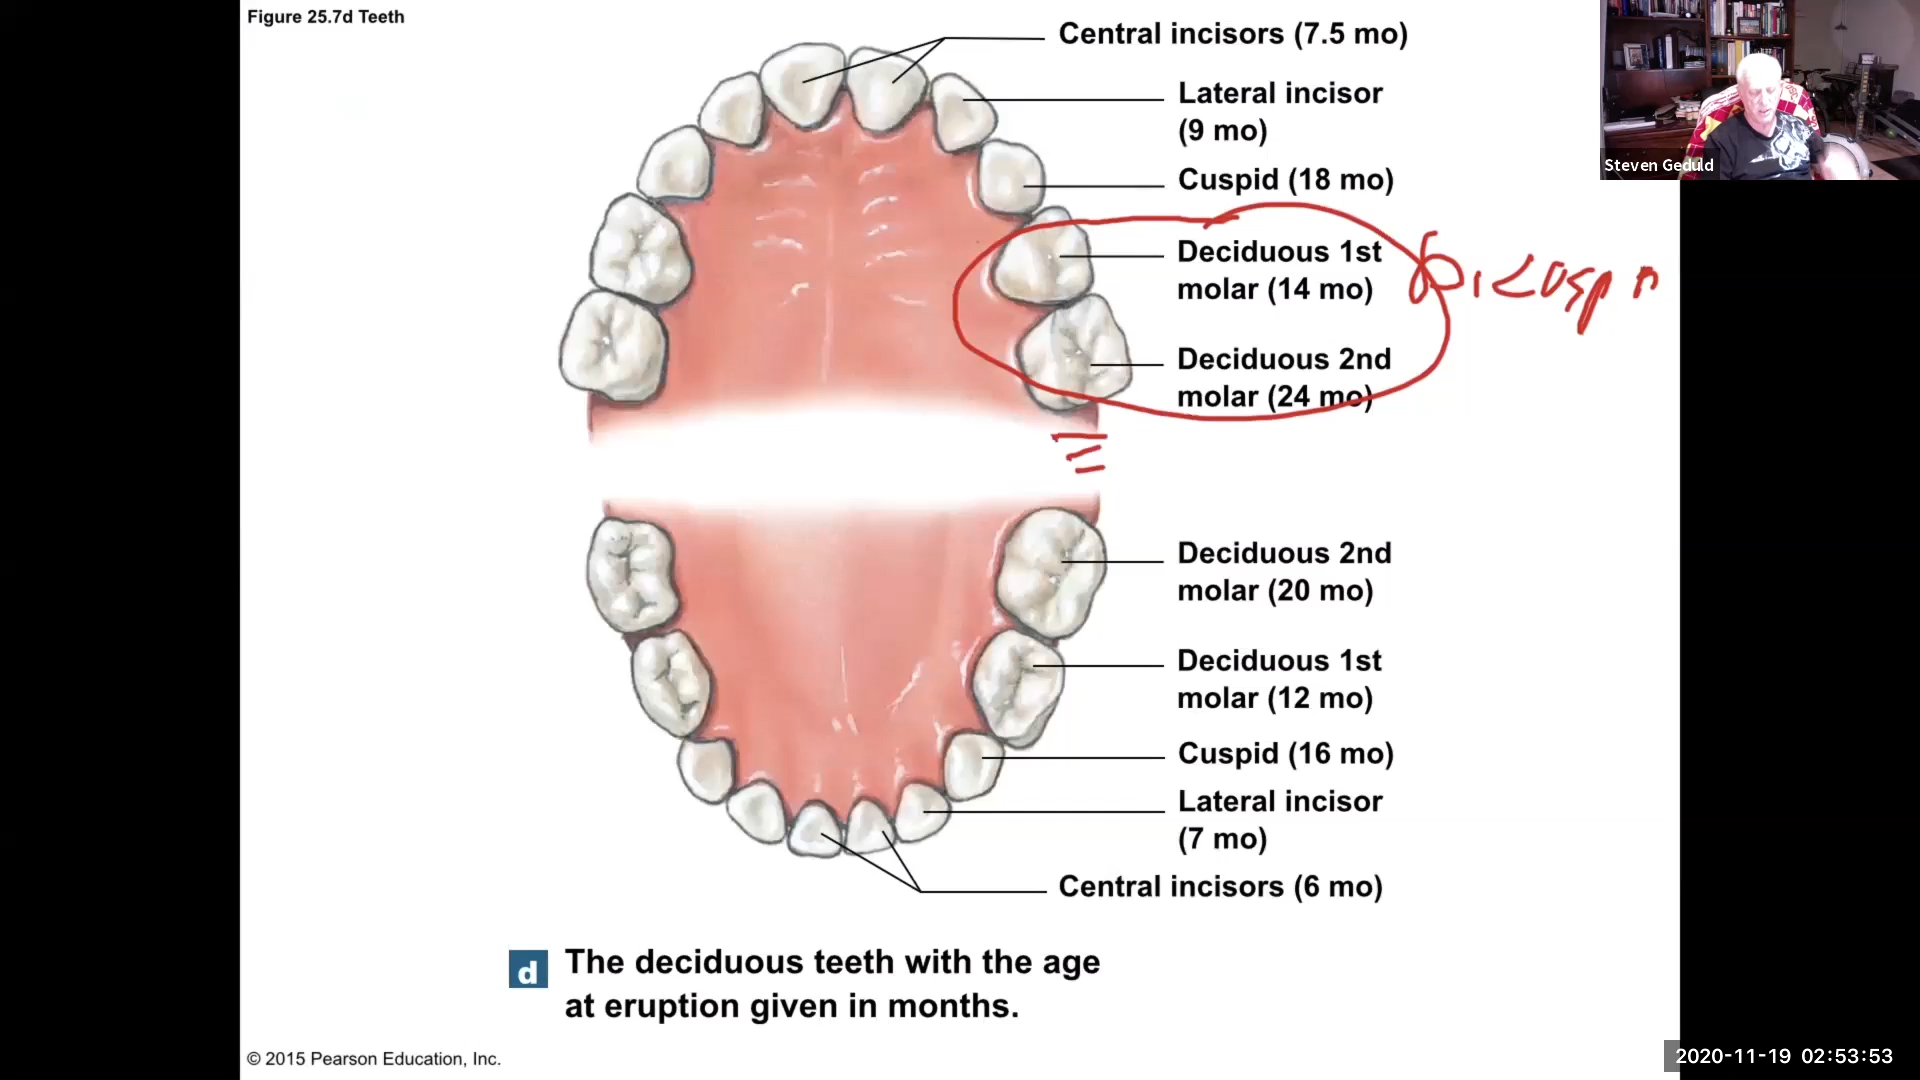 Figure 25.7d Teeth
Central incisors (7.5 mo)
Lateral incisor
(9 mo)
Cuspid (18 mo)
Deciduous 1st
molar (14 mo)
Deciduous 2nd
molar (24 mo)
Bicusp
Deciduous 2nd
molar (20 mo)
Deciduous 1st
molar (12 mo)
Cuspid (16 mo)
Lateral incisor
(7 mo)
Central incisors (6 mo)
d The deciduous teeth with the age
at eruption given in months.
© 2015 Pearson Education, Inc.
Steven Geduld
2020-11-19 02:53:53